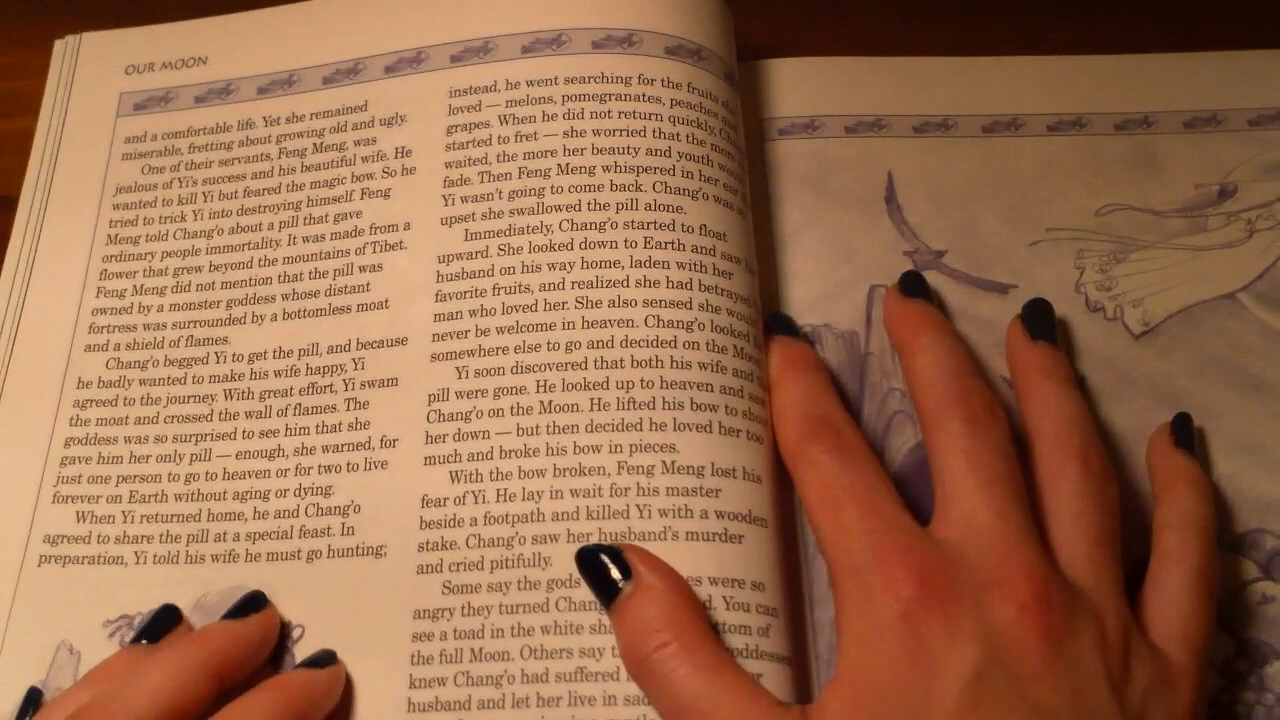 OUR MOON
and a comfortable life. Yet she remained
miserable, fretting about growing old and ugly.
One of their servants, Feng Meng, was
jealous of Yi's success and his beautiful wife. He
wanted to kill Yi but feared the magic bow. So he
tried to trick Yi into destroying himself. Feng
Meng told Chang'o about a pill that gave
ordinary people immortality. It was made from a
flower that grew beyond the mountains of Tibet.
Feng Meng did not mention that the pill was
owned by a monster goddess whose distant
fortress was surrounded by a bottomless moat
and a shield of flames.
Chang'o begged Yi to get the pill, and because
he badly wanted to make his wife happy, Yi
agreed to the journey. With great effort, Yi swam
the moat and crossed the wall of flames. The
goddess was so surprised to see him that she
gave him her only pill — enough, she warned, for
just one person to go to heaven or for two to live
forever on Earth without aging or dying.
When Yi returned home, he and Chang'o
agreed to share the pill at a special feast. In
preparation, Yi told his wife he must go hunting;
instead, he went searching for the fruits
loved — melons, pomegranates, peaches
grapes. When he did not return quickly,
started to fret — she worried that the more
waited, the more her beauty and youth
fade. Then Feng Meng whispered in her ear
Yi wasn't going to come back. Chang'o was
upset she swallowed the pill alone.
Immediately, Chang'o started to float
upward. She looked down to Earth and saw
husband on his way home, laden with her
favorite fruits, and realized she had betrayed
man who loved her. She also sensed she would
never be welcome in heaven. Chang'o looked
somewhere else to go and decided on the Moon.
Yi soon discovered that both his wife and
pill were gone. He looked up to heaven and saw
Chang'o on the Moon. He lifted his bow to shoot
her down — but then decided he loved her too
much and broke his bow in pieces.
With the bow broken, Feng Meng lost his
fear of Yi. He lay in wait for his master
beside a footpath and killed Yi with a wooden
stake. Chang'o saw her husband's murder
and cried pitifully.
Some say the gods were so
angry they turned You can
see a toad in the white of
the full Moon. Others say
knew Chang'o had suffered
husband and let her live in